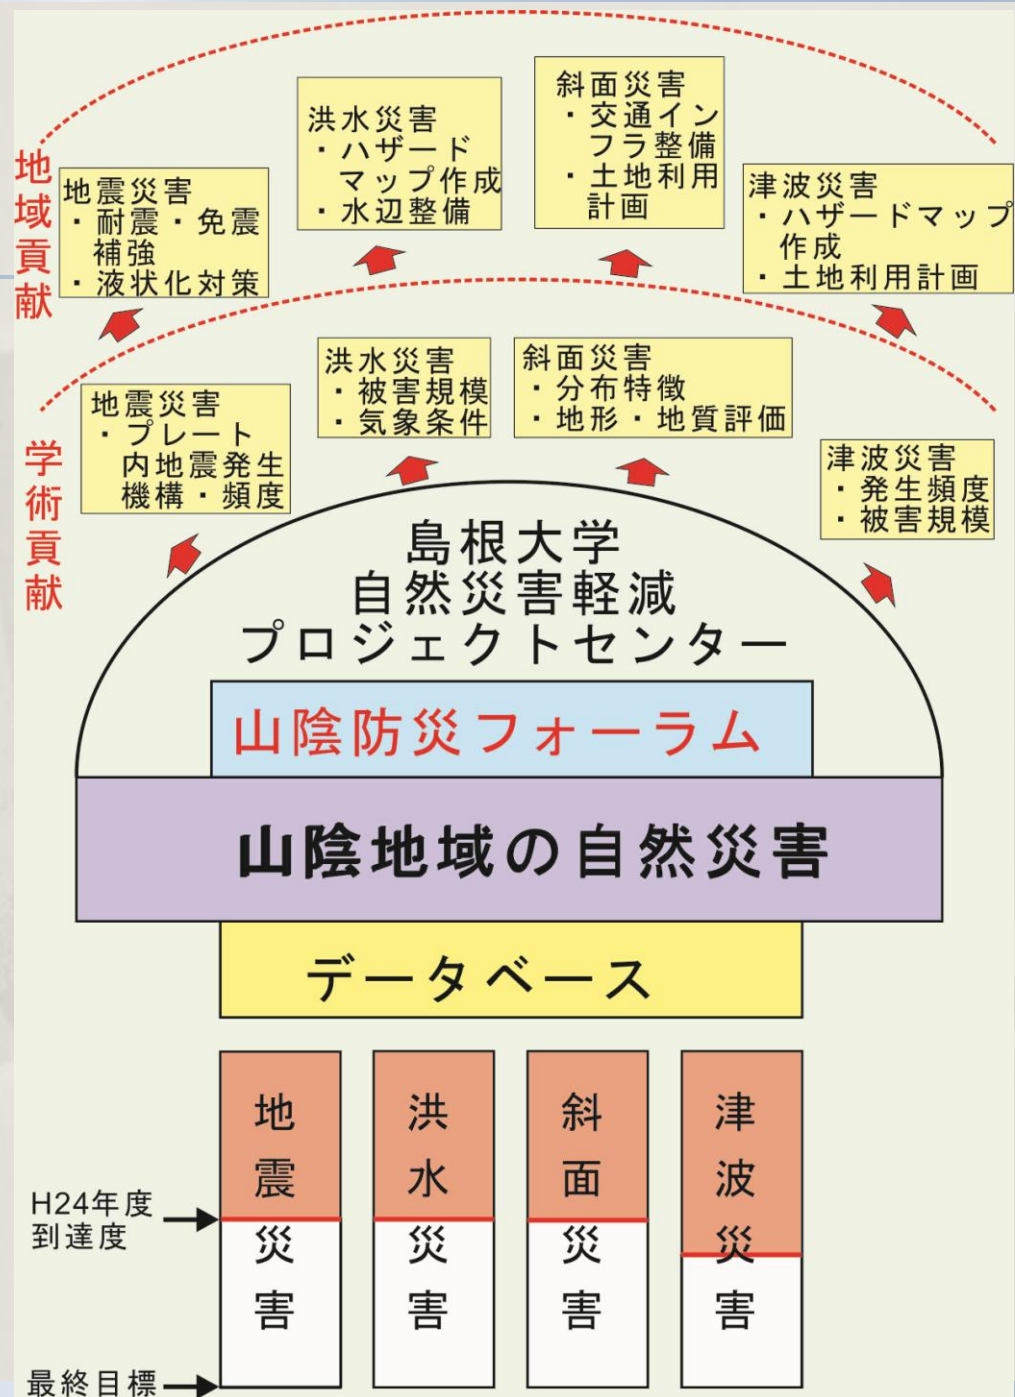 地域貢献
地震災害
・耐震・免震
補強
・液状化対策
洪水災害
・ハザード
マップ作成
・水辺整備
斜面災害
・交通イン
フラ整備
・土地利用
計画
津波災害
・ハザードマップ
作成
・土地利用計画
学術貢献
地震災害
・プレート
内地震発生
機構・頻度
洪水災害
・被害規模
・気象条件
斜面災害
・分布特徴
・地形・地質評価
津波災害
・発生頻度
・被害規模
島根大学
自然災害軽減
プロジェクトセンター
山陰防災フォーラム
山陰地域の自然災害
データベース
地震災害
洪水災害
斜面災害
津波災害
H24年度
到達度
最終目標